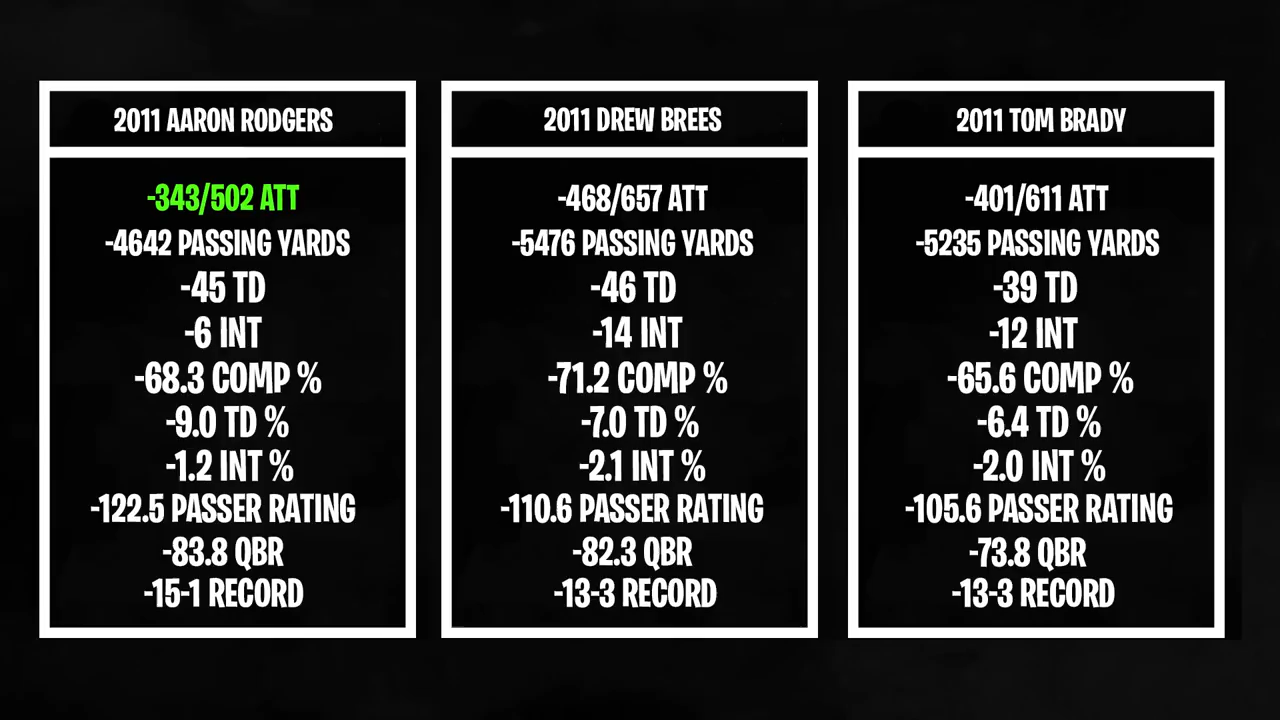 2011 AARON RODGERS
-343/502 ATT
-4642 PASSING YARDS
-45 TD
-6 INT
-68.3 COMP %
-9.0 TD %
-1.2 INT %
-122.5 PASSER RATING
-83.8 QBR
-15-1 RECORD
2011 DREW BREES
-468/657 ATT
-5476 PASSING YARDS
-46 TD
-14 INT
-71.2 COMP %
-7.0 TD %
-2.1 INT %
-110.6 PASSER RATING
-82.3 QBR
-13-3 RECORD
2011 TOM BRADY
-401/611 ATT
-5235 PASSING YARDS
-39 TD
-12 INT
-65.6 COMP %
-6.4 TD %
-2.0 INT %
-105.6 PASSER RATING
-73.8 QBR
-13-3 RECORD